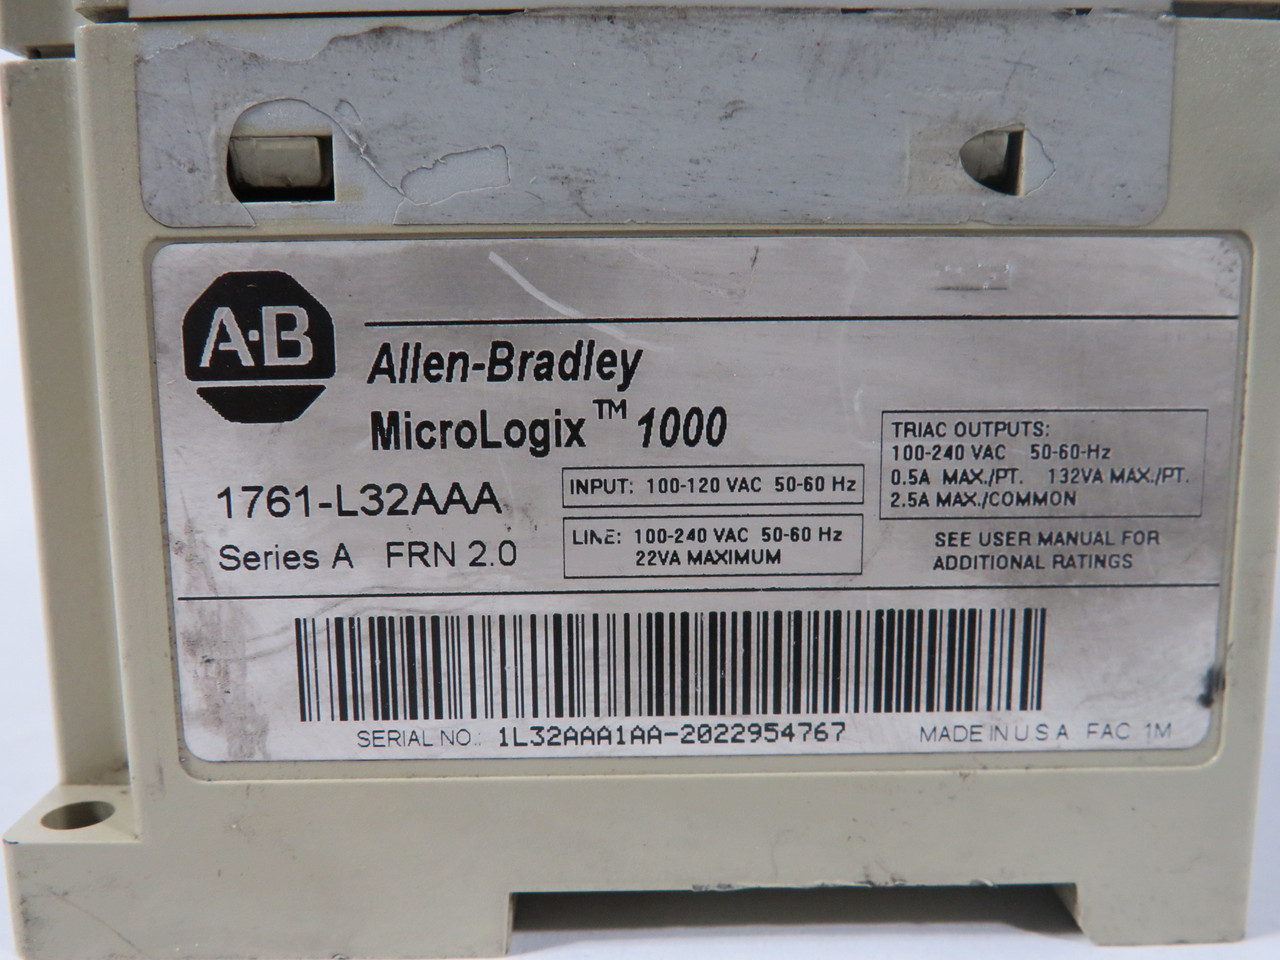 A·B
Allen-Bradley
MicroLogix™ 1000
1761-L32AAA
Series A FRN 2.0
INPUT: 100-120 VAC 50-60 Hz
LINE: 100-240 VAC 50-60 Hz
22VA MAXIMUM
TRIAC OUTPUTS:
100-240 VAC 50-60-Hz
0.5A MAX./PT. 132VA MAX./PT.
2.5A MAX./COMMON
SEE USER MANUAL FOR
ADDITIONAL RATINGS
SERIAL NO.: 1L32AAA1AA-2022954767
MADE IN U S A FAC 1M